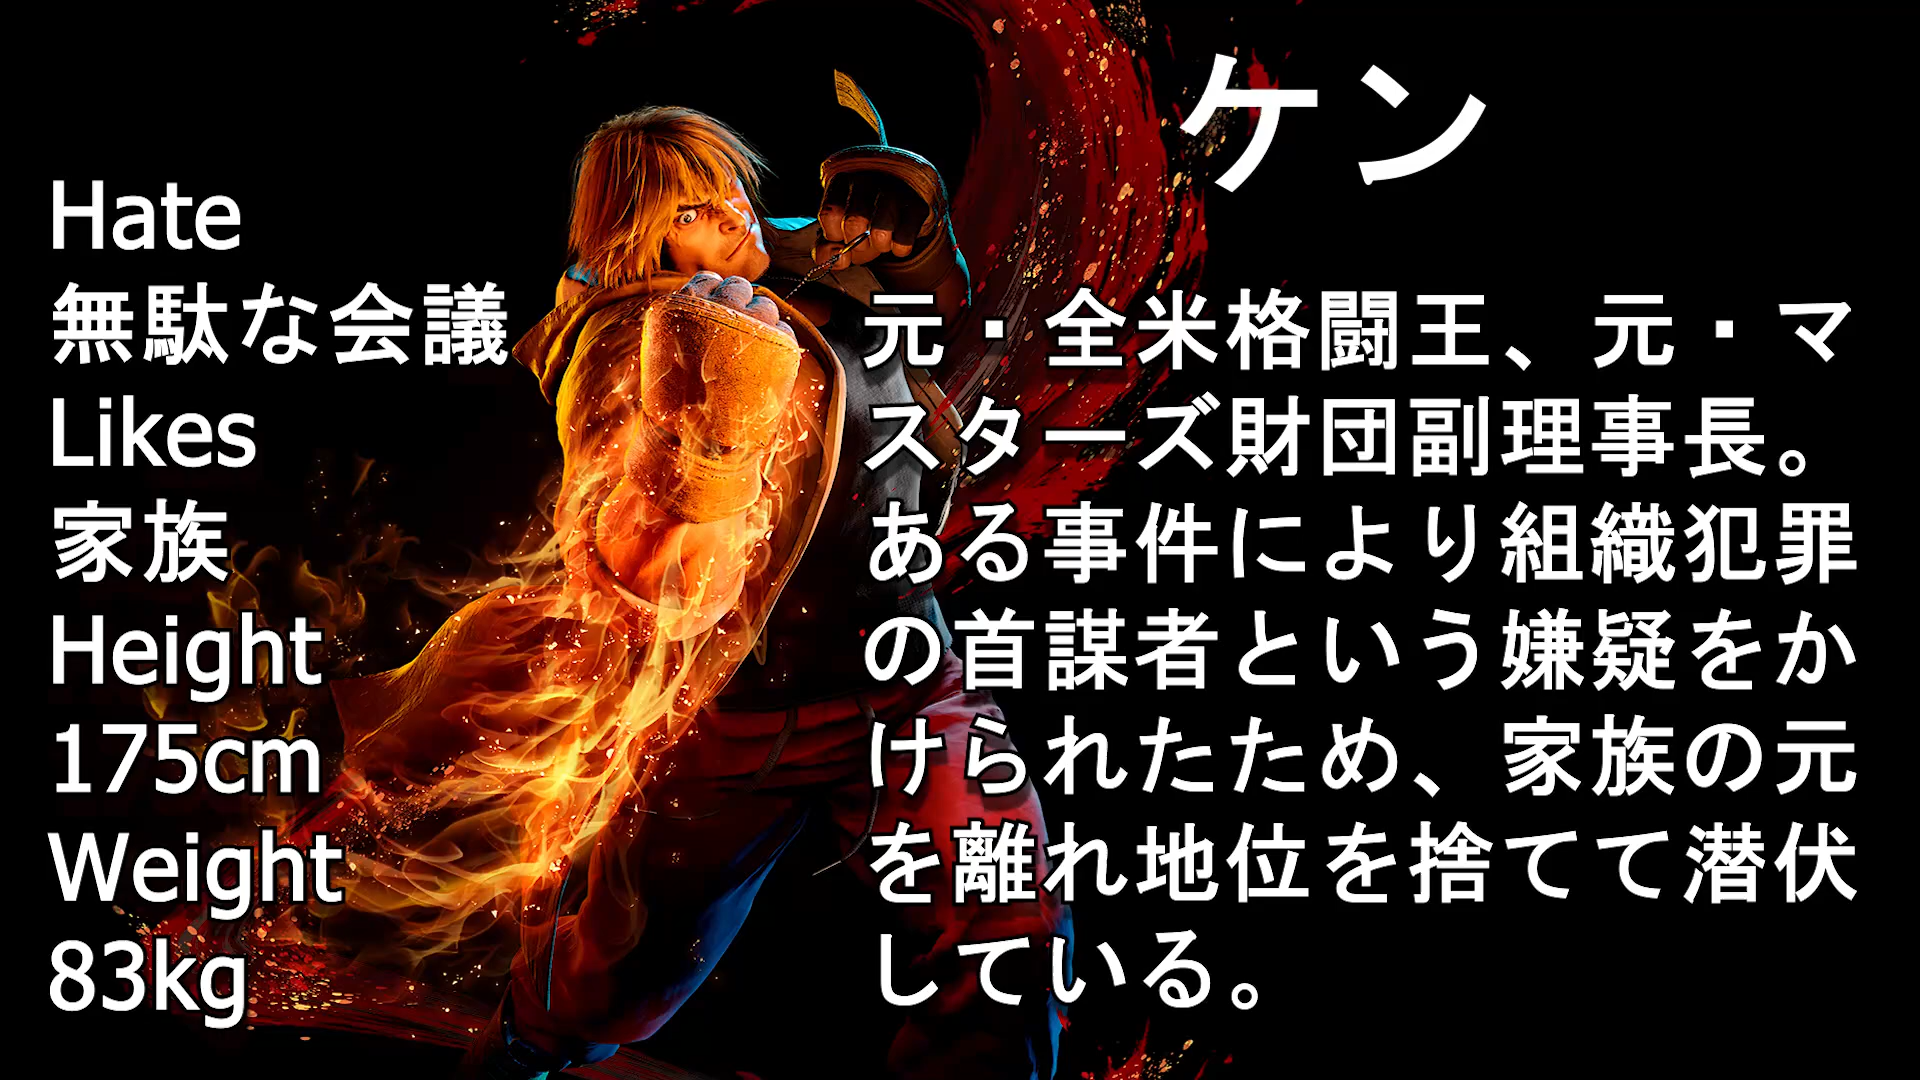 ケン
Hate
無駄な会議
Likes
家族
Height
175cm
Weight
83kg
元・全米格闘王、元・マ
スターズ財団副理事長。
ある事件により組織犯罪
の首謀者という嫌疑をか
けられたため、家族の元
を離れ地位を捨てて潜伏
している。